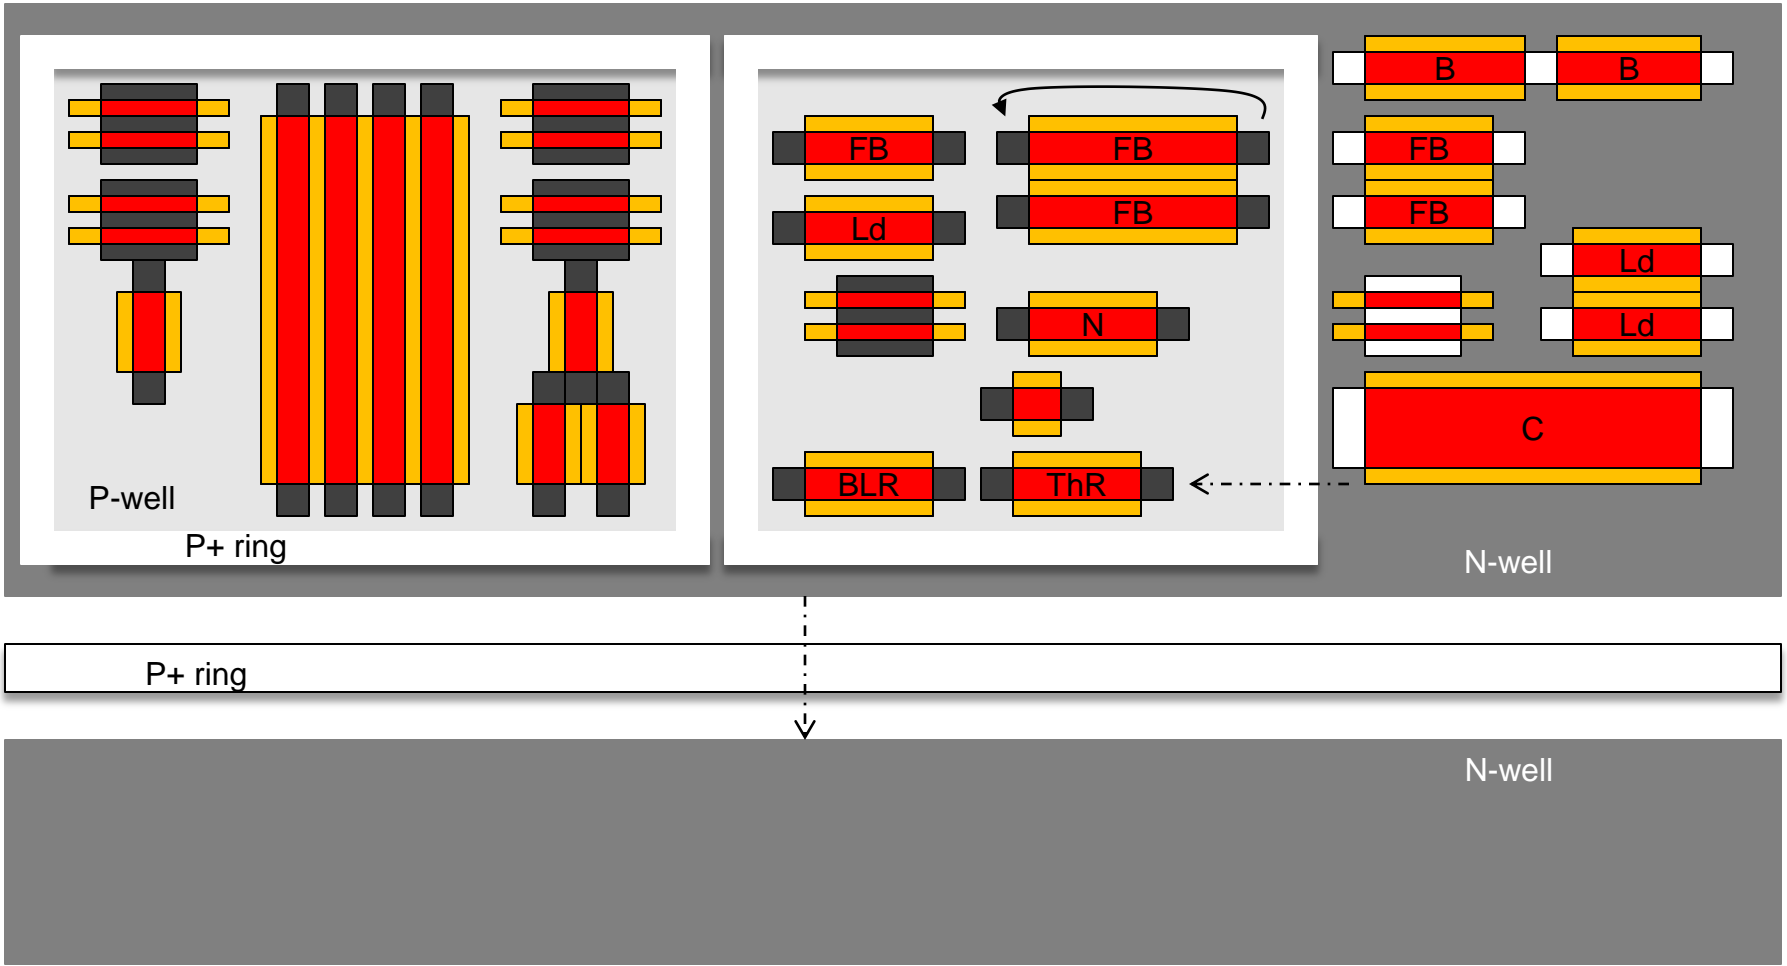 B B
FB FB FB
FB FB
Ld
Ld
N Ld
C
BLR ThR
P-well
P+ ring
N-well
P+ ring
N-well